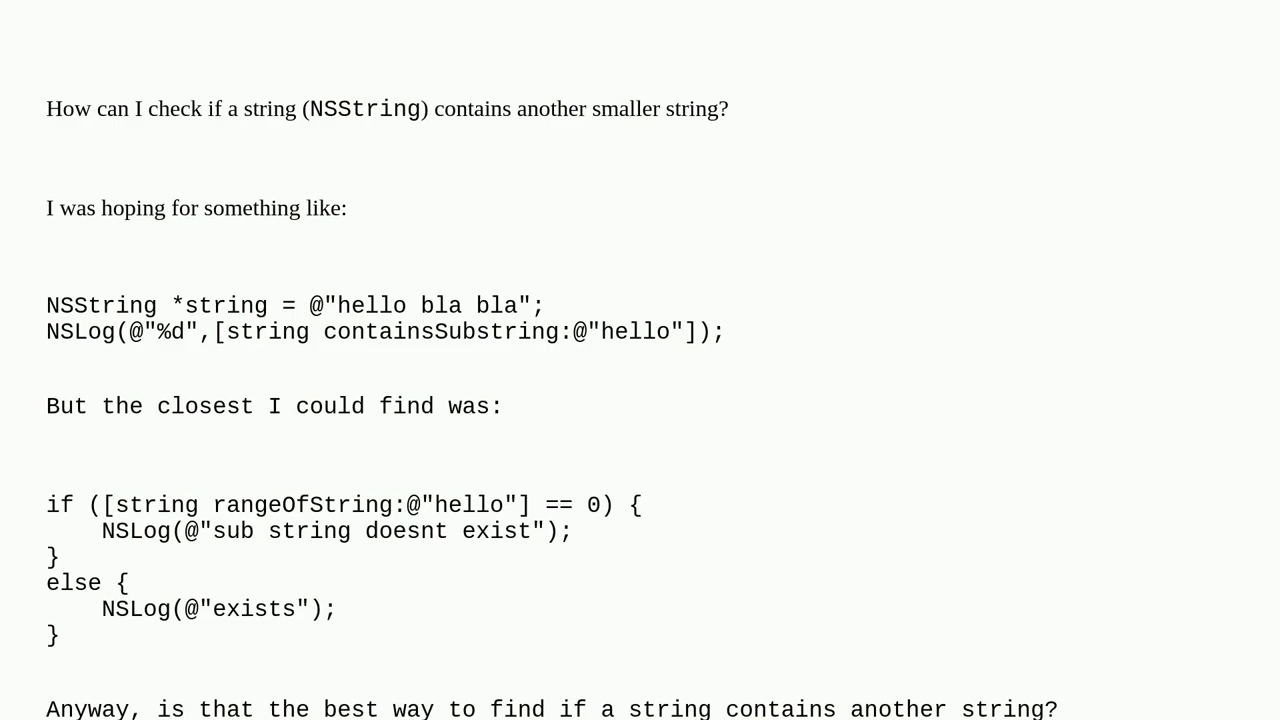 How can I check if a string (NSString) contains another smaller string?
I was hoping for something like:
NSString *string = @"hello bla bla";
NSLog(@"%d",[string containsSubstring:@"hello"]);
But the closest I could find was:
if ([string rangeOfString:@"hello"] == 0) {
    NSLog(@"sub string doesnt exist");
}
else {
    NSLog(@"exists");
}
Anyway, is that the best way to find if a string contains another string?